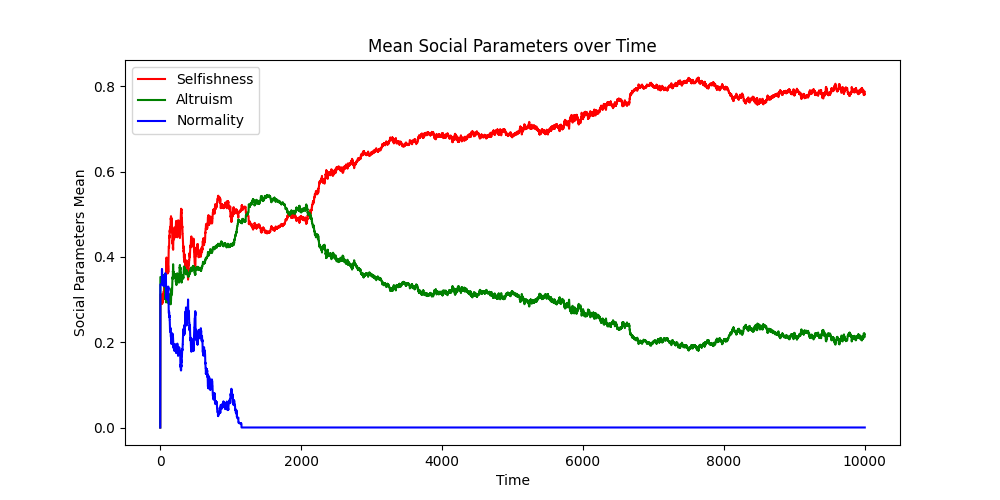 Mean Social Parameters over Time
Selfishness
Altruism
Normality
Social Parameters Mean
0.8
0.6
0.4
0.2
0.0
0 2000 4000 6000 8000 10000
Time